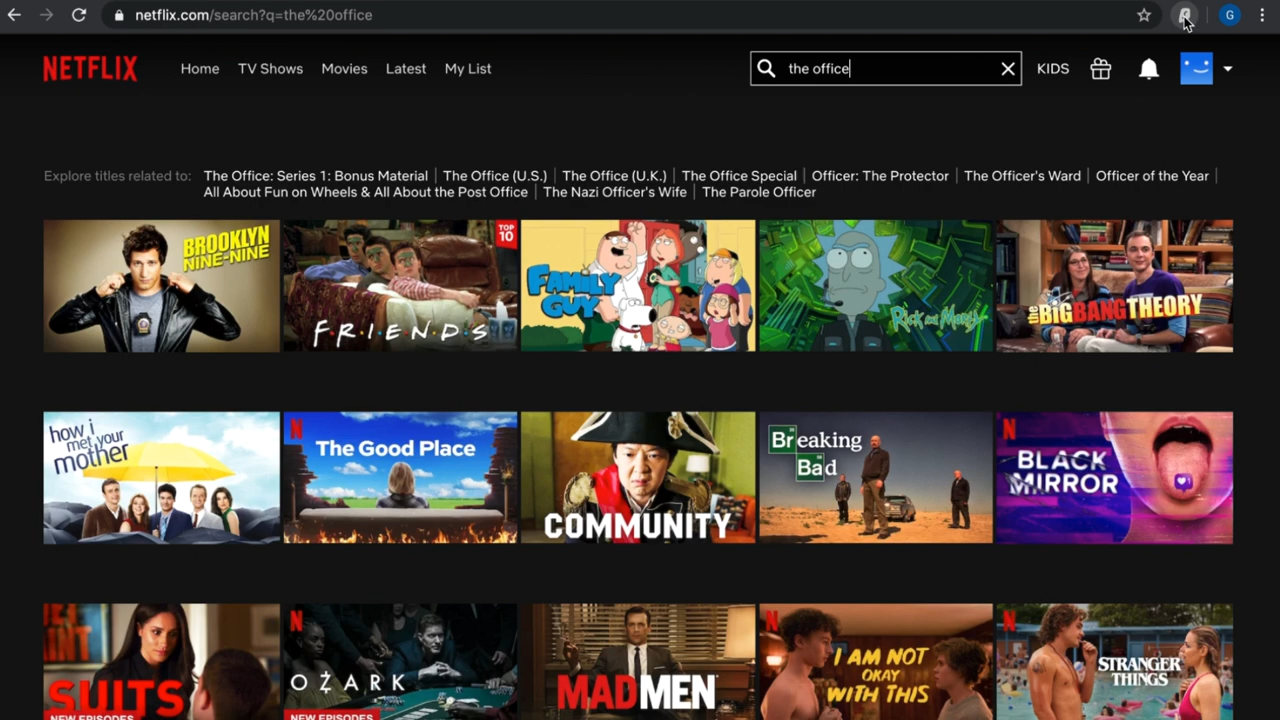 netflix.com/search?q=the%20office
G
NETFLIX
Home
TV Shows
Movies
Latest
My List
the office
KIDS
Explore titles related to:
The Office: Series 1: Bonus Material | The Office (U.S.) | The Office (U.K.) | The Office Special | Officer: The Protector | The Officer's Ward | Officer of the Year |
All About Fun on Wheels & All About the Post Office | The Nazi Officer's Wife | The Parole Officer
BROOKLYN
NINE-NINE
TOP
10
F·R·I·E·N·D·S
FAMiLY
GUY
Rick and Morty
the BIG BANG THEORY
how i
met your
mother
N
The Good Place
COMMUNITY
Breaking
Bad
N
BLACK
MIRROR
SUITS
NEW EPISODES
N
OZARK
NEW EPISODES
MAD MEN
N
I AM NOT
OKAY
WITH THIS
N
STRANGER
THINGS